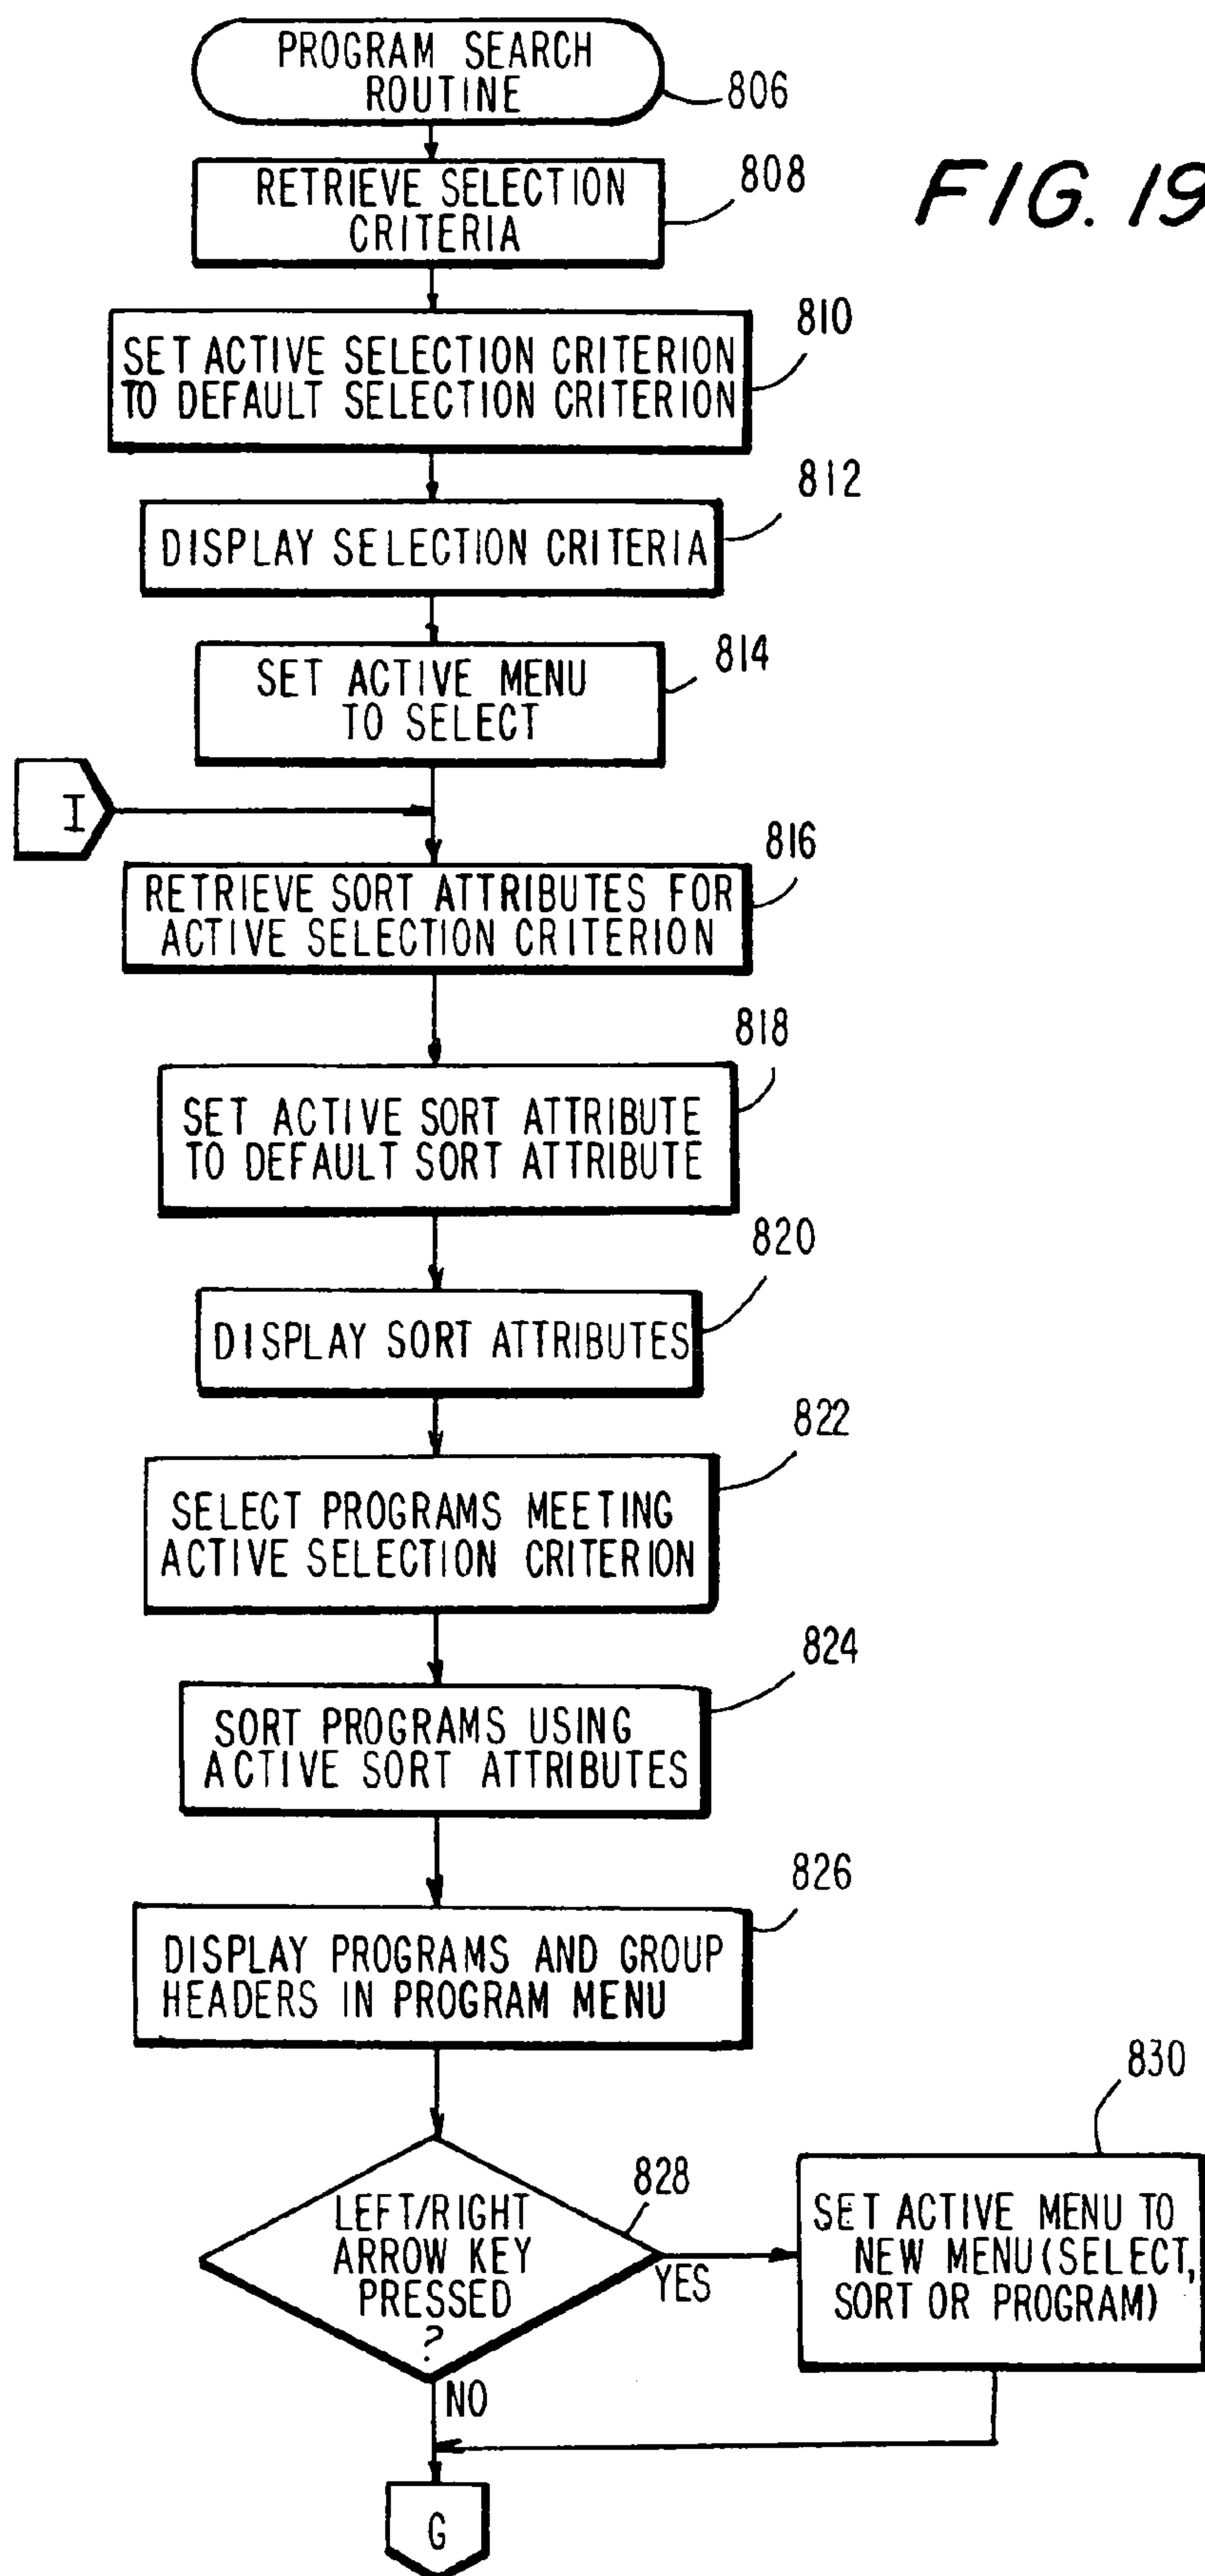 PROGRAM SEARCH
ROUTINE
806
FIG. 19
RETRIEVE SELECTION
CRITERIA
808
SET ACTIVE SELECTION CRITERION
TO DEFAULT SELECTION CRITERION
810
DISPLAY SELECTION CRITERIA
812
SET ACTIVE MENU
TO SELECT
814
I
RETRIEVE SORT ATTRIBUTES FOR
ACTIVE SELECTION CRITERION
816
SET ACTIVE SORT ATTRIBUTE
TO DEFAULT SORT ATTRIBUTE
818
DISPLAY SORT ATTRIBUTES
820
SELECT PROGRAMS MEETING
ACTIVE SELECTION CRITERION
822
SORT PROGRAMS USING
ACTIVE SORT ATTRIBUTES
824
DISPLAY PROGRAMS AND GROUP
HEADERS IN PROGRAM MENU
826
LEFT/RIGHT
ARROW KEY
PRESSED
?
828
YES
NO
SET ACTIVE MENU TO
NEW MENU (SELECT,
SORT OR PROGRAM)
830
G